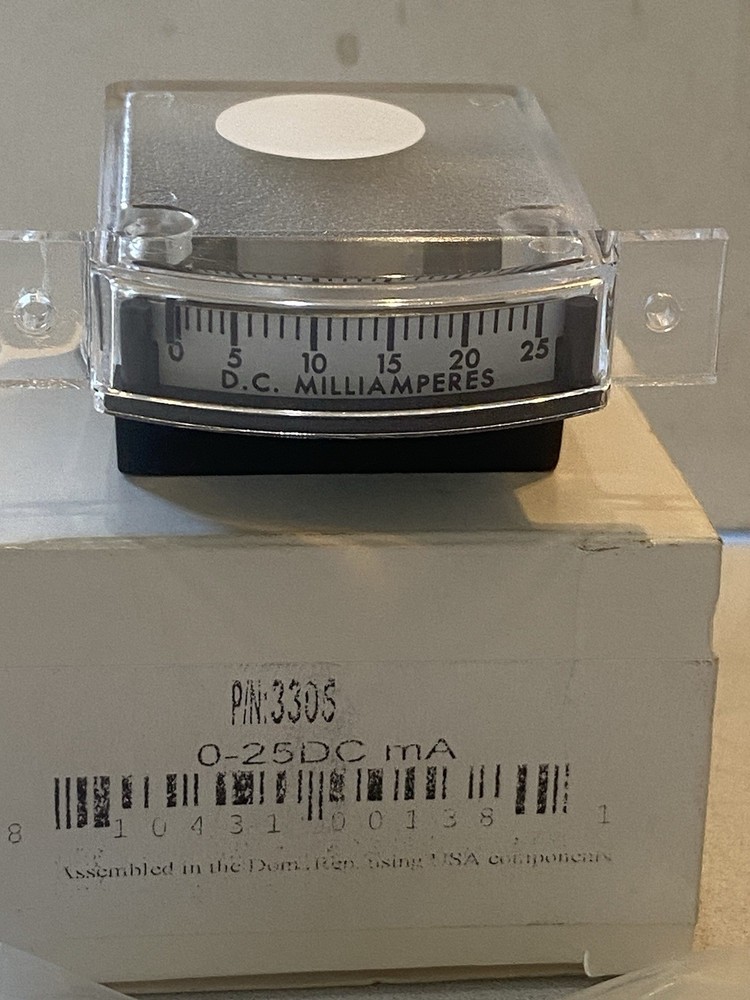 0 5 10 15 20 25
D.C. MILLIAMPERES
P/N:3305
0-25DC mA
8 10431 00138 1
Assembled in the Dom. Rep. using USA components